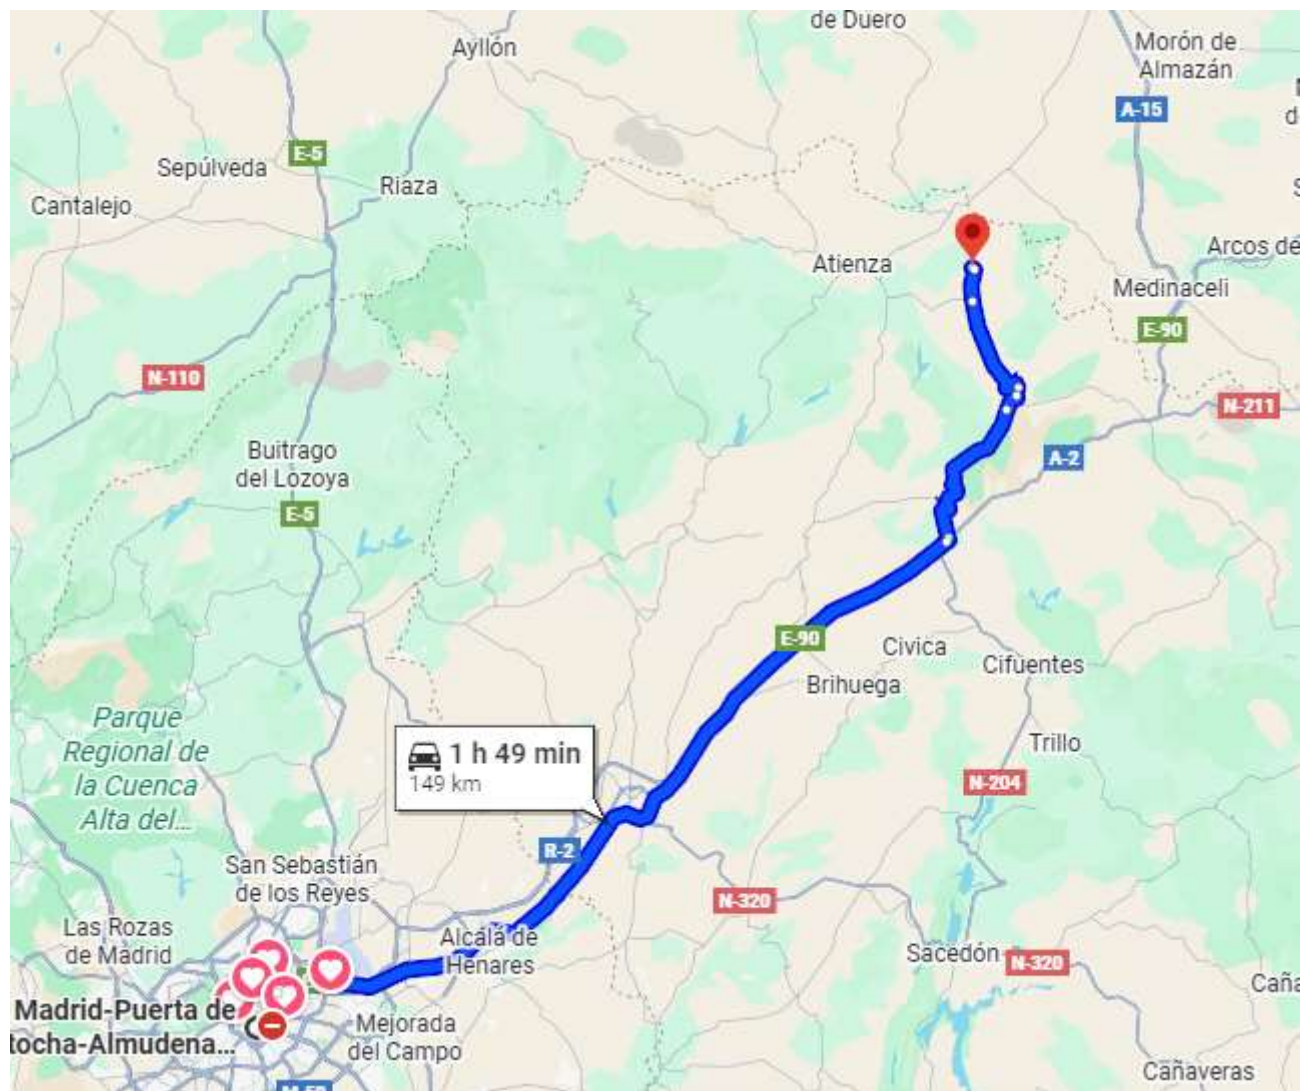 de Duero
Ayllón
Morón de
Almazán
A-15
E-5
Sepúlveda
Riaza
Cantalejo
Atienza
Arcos de
Medinaceli
E-90
N-110
N-211
Buitrago
del Lozoya
A-2
E-5
E-90
Civica
Cifuentes
Brihuega
Parque
Regional de
la Cuenca
Alta del...
1 h 49 min
149 km
Trillo
N-204
R-2
San Sebastián
de los Reyes
N-320
Las Rozas
de Madrid
Alcalá de
Henares
Sacedón
N-320
Caña
Madrid-Puerta de
tocha-Almudena...
Mejorada
del Campo
Cañaveras